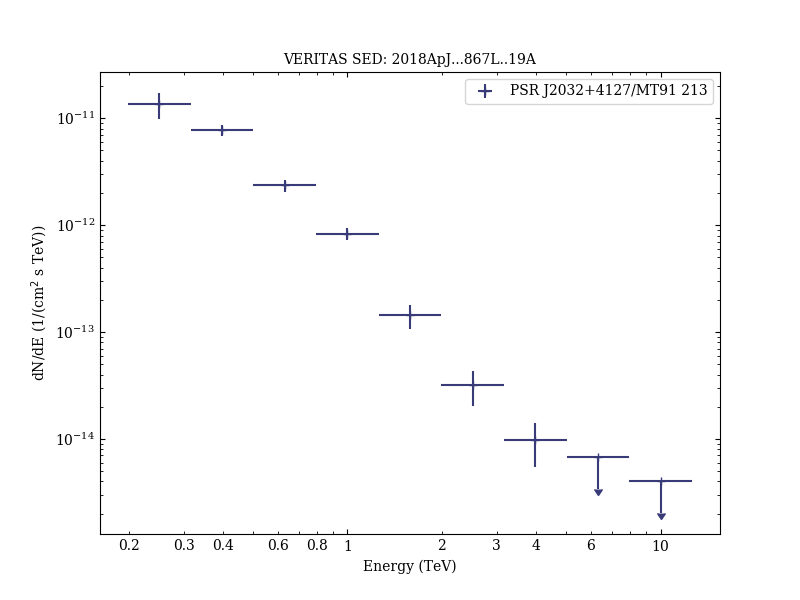 VERITAS SED: 2018ApJ...867L..19A
PSR J2032+4127/MT91 213
dN/dE (1/(cm² s TeV))
10⁻¹¹
10⁻¹²
10⁻¹³
10⁻¹⁴
0.2 0.3 0.4 0.6 0.8 1 2 3 4 6 10
Energy (TeV)